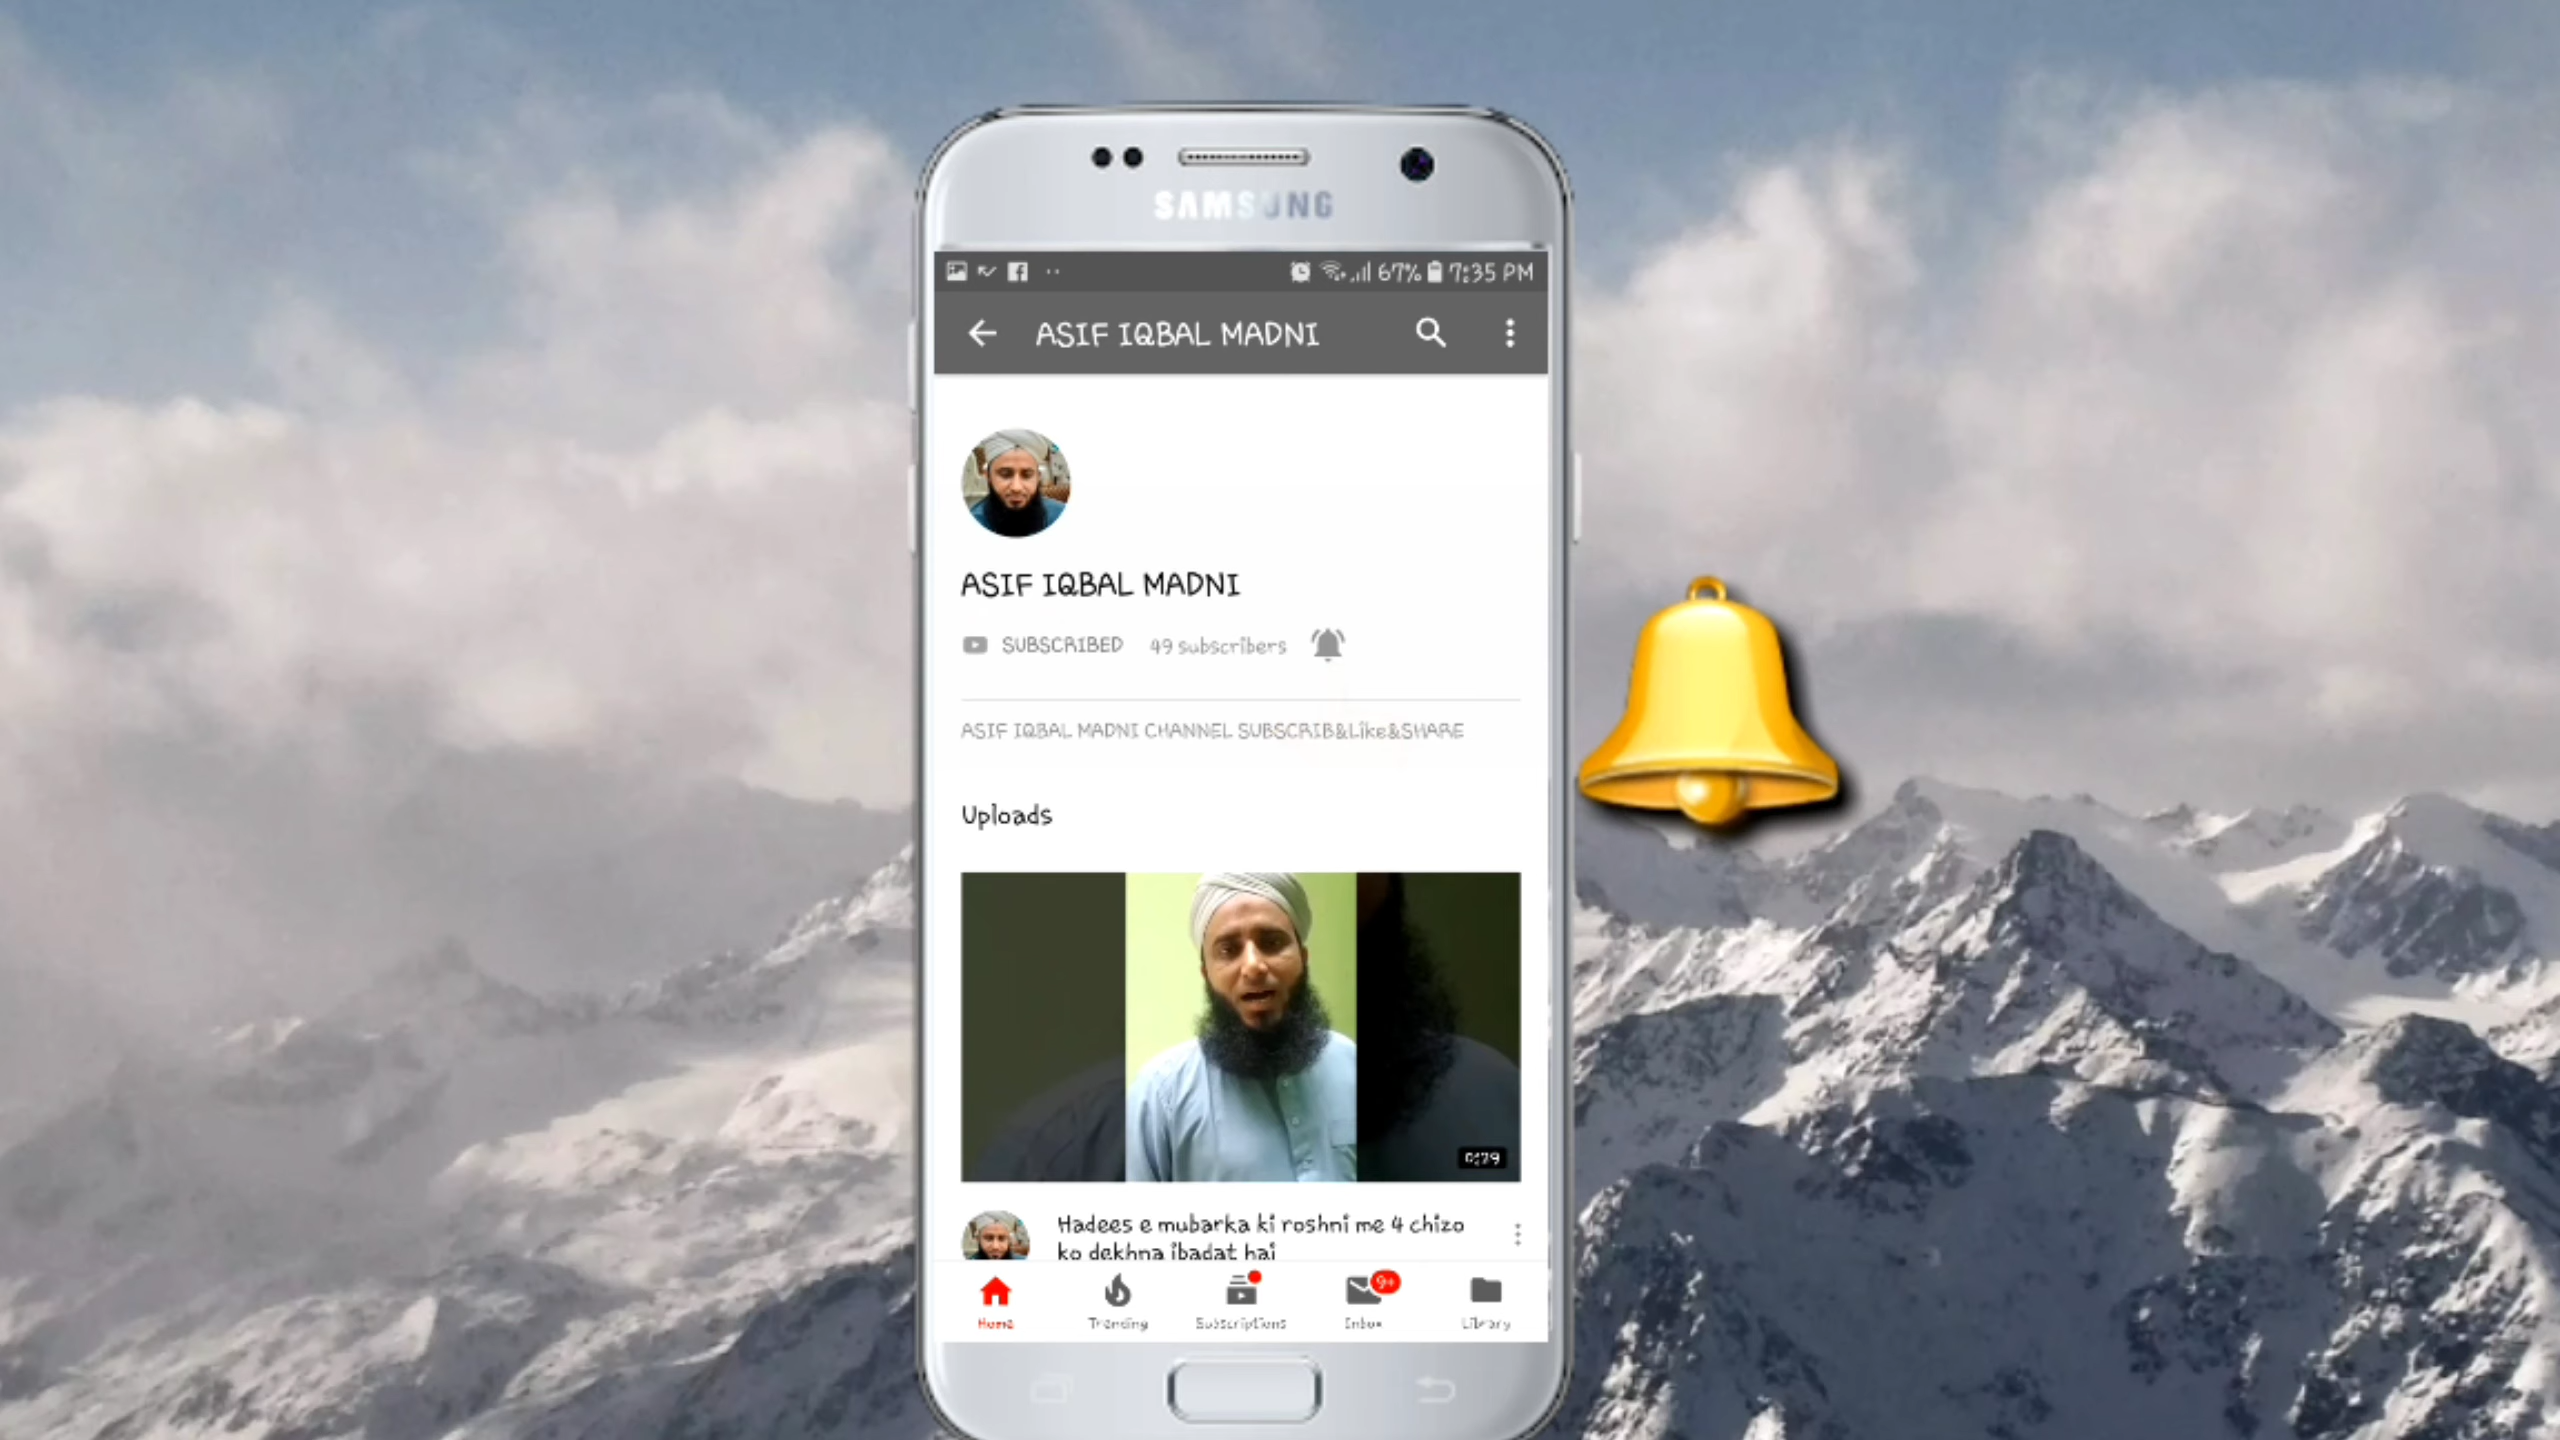 SAMSUNG
67% 7:35 PM
ASIF IQBAL MADNI
ASIF IQBAL MADNI
SUBSCRIBED 49 subscribers
ASIF IQBAL MADNI CHANNEL SUBSCRIB&Like&SHARE
Uploads
Hadees e mubarka ki roshni me 4 chizo
ko dekhna ibadat hai
9+
Home Trending Subscriptions Inbox Library